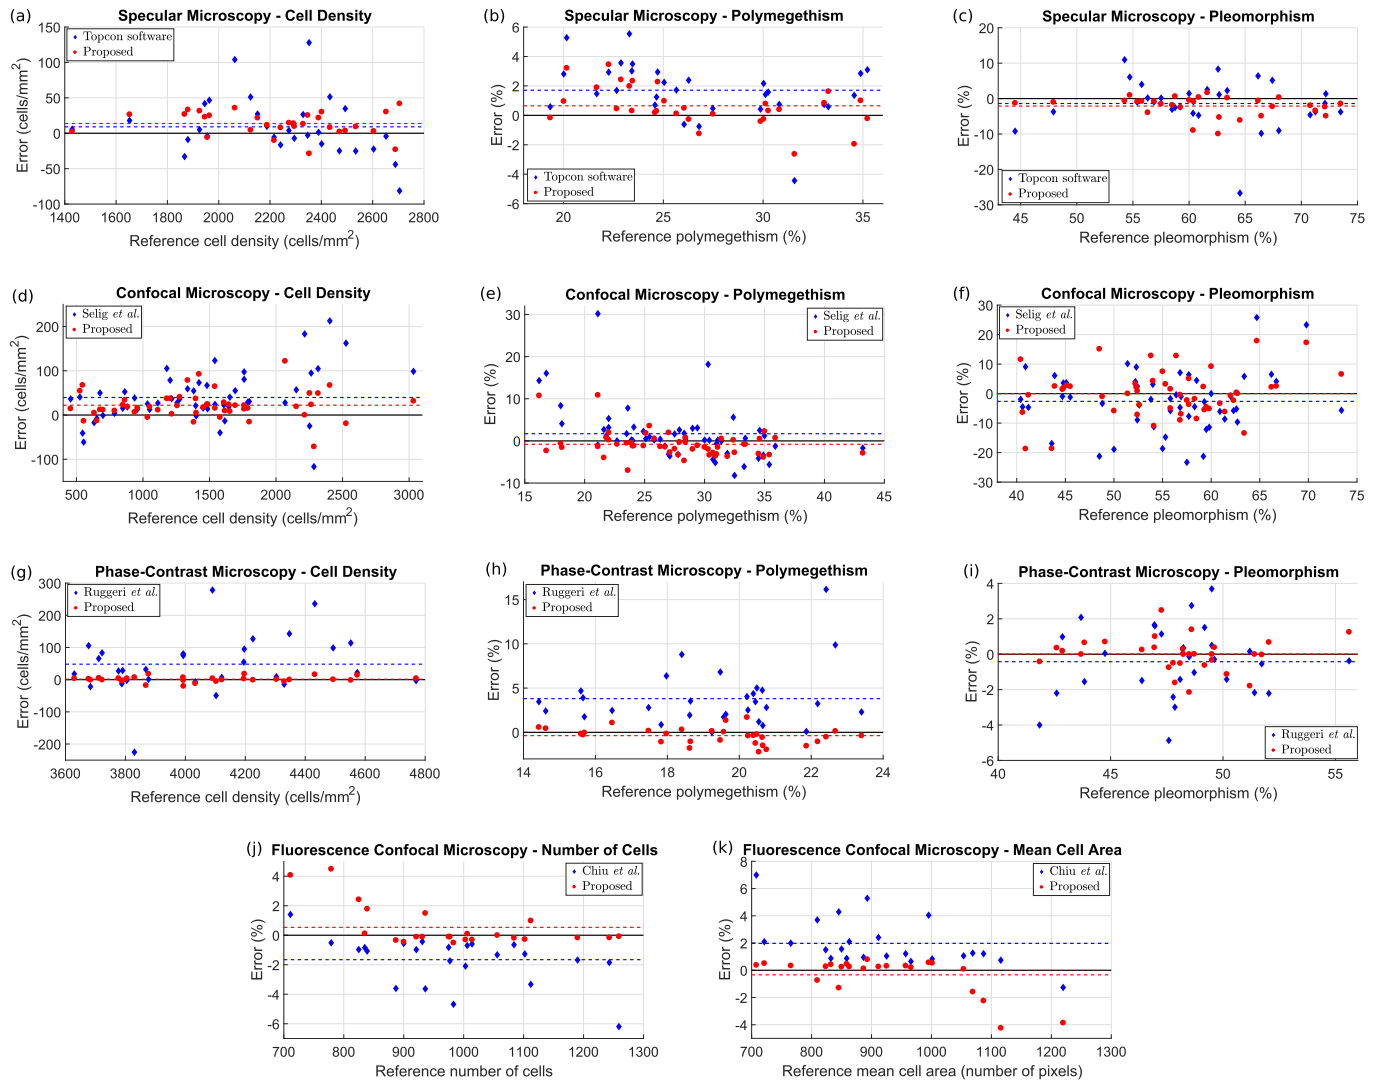 (a) Specular Microscopy - Cell Density
150
100
50
0
-50
-100
Error (cells/mm2)
Topcon software
Proposed
1400 1600 1800 2000 2200 2400 2600 2800
Reference cell density (cells/mm2)
(b) Specular Microscopy - Polymegethism
6
4
2
0
-2
-4
-6
Error (%)
Topcon software
Proposed
20 25 30 35
Reference polymegethism (%)
(c) Specular Microscopy - Pleomorphism
20
10
0
-10
-20
-30
Error (%)
Topcon software
Proposed
45 50 55 60 65 70 75
Reference pleomorphism (%)
(d) Confocal Microscopy - Cell Density
200
100
0
-100
Error (cells/mm2)
Selig et al.
Proposed
500 1000 1500 2000 2500 3000
Reference cell density (cells/mm2)
(e) Confocal Microscopy - Polymegethism
30
20
10
0
-10
Error (%)
Selig et al.
Proposed
15 20 25 30 35 40 45
Reference polymegethism (%)
(f) Confocal Microscopy - Pleomorphism
30
20
10
0
-10
-20
-30
Error (%)
Selig et al.
Proposed
40 45 50 55 60 65 70 75
Reference pleomorphism (%)
(g) Phase-Contrast Microscopy - Cell Density
300
200
100
0
-100
-200
Error (cells/mm2)
Ruggeri et al.
Proposed
3600 3800 4000 4200 4400 4600 4800
Reference cell density (cells/mm2)
(h) Phase-Contrast Microscopy - Polymegethism
15
10
5
0
Error (%)
Ruggeri et al.
Proposed
14 16 18 20 22 24
Reference polymegethism (%)
(i) Phase-Contrast Microscopy - Pleomorphism
4
2
0
-2
-4
-6
Error (%)
Ruggeri et al.
Proposed
40 45 50 55
Reference pleomorphism (%)
(j) Fluorescence Confocal Microscopy - Number of Cells
4
2
0
-2
-4
-6
Error (%)
Chiu et al.
Proposed
700 800 900 1000 1100 1200 1300
Reference number of cells
(k) Fluorescence Confocal Microscopy - Mean Cell Area
8
6
4
2
0
-2
-4
Error (%)
Chiu et al.
Proposed
700 800 900 1000 1100 1200 1300
Reference mean cell area (number of pixels)